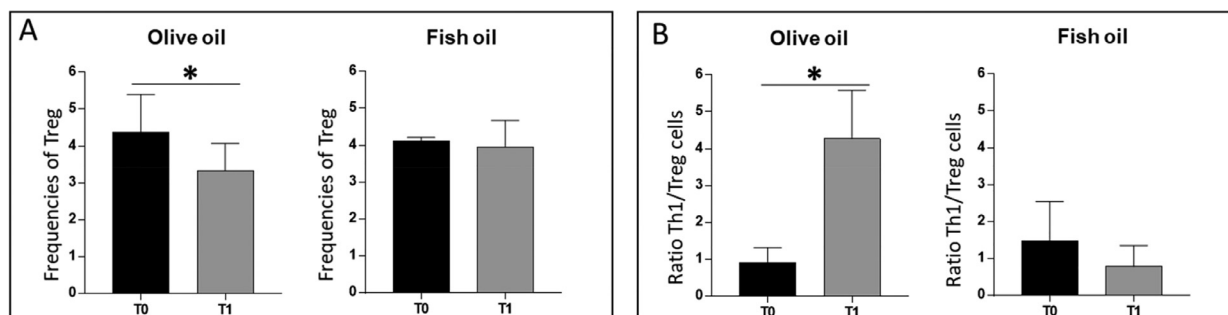 A
Olive oil
*
Frequencies of Treg
6
5
4
3
2
1
0
T0 T1
Fish oil
Frequencies of Treg
6
5
4
3
2
1
0
T0 T1
B
Olive oil
*
Ratio Th1/Treg cells
6
5
4
3
2
1
0
T0 T1
Fish oil
Ratio Th1/Treg cells
6
5
4
3
2
1
0
T0 T1